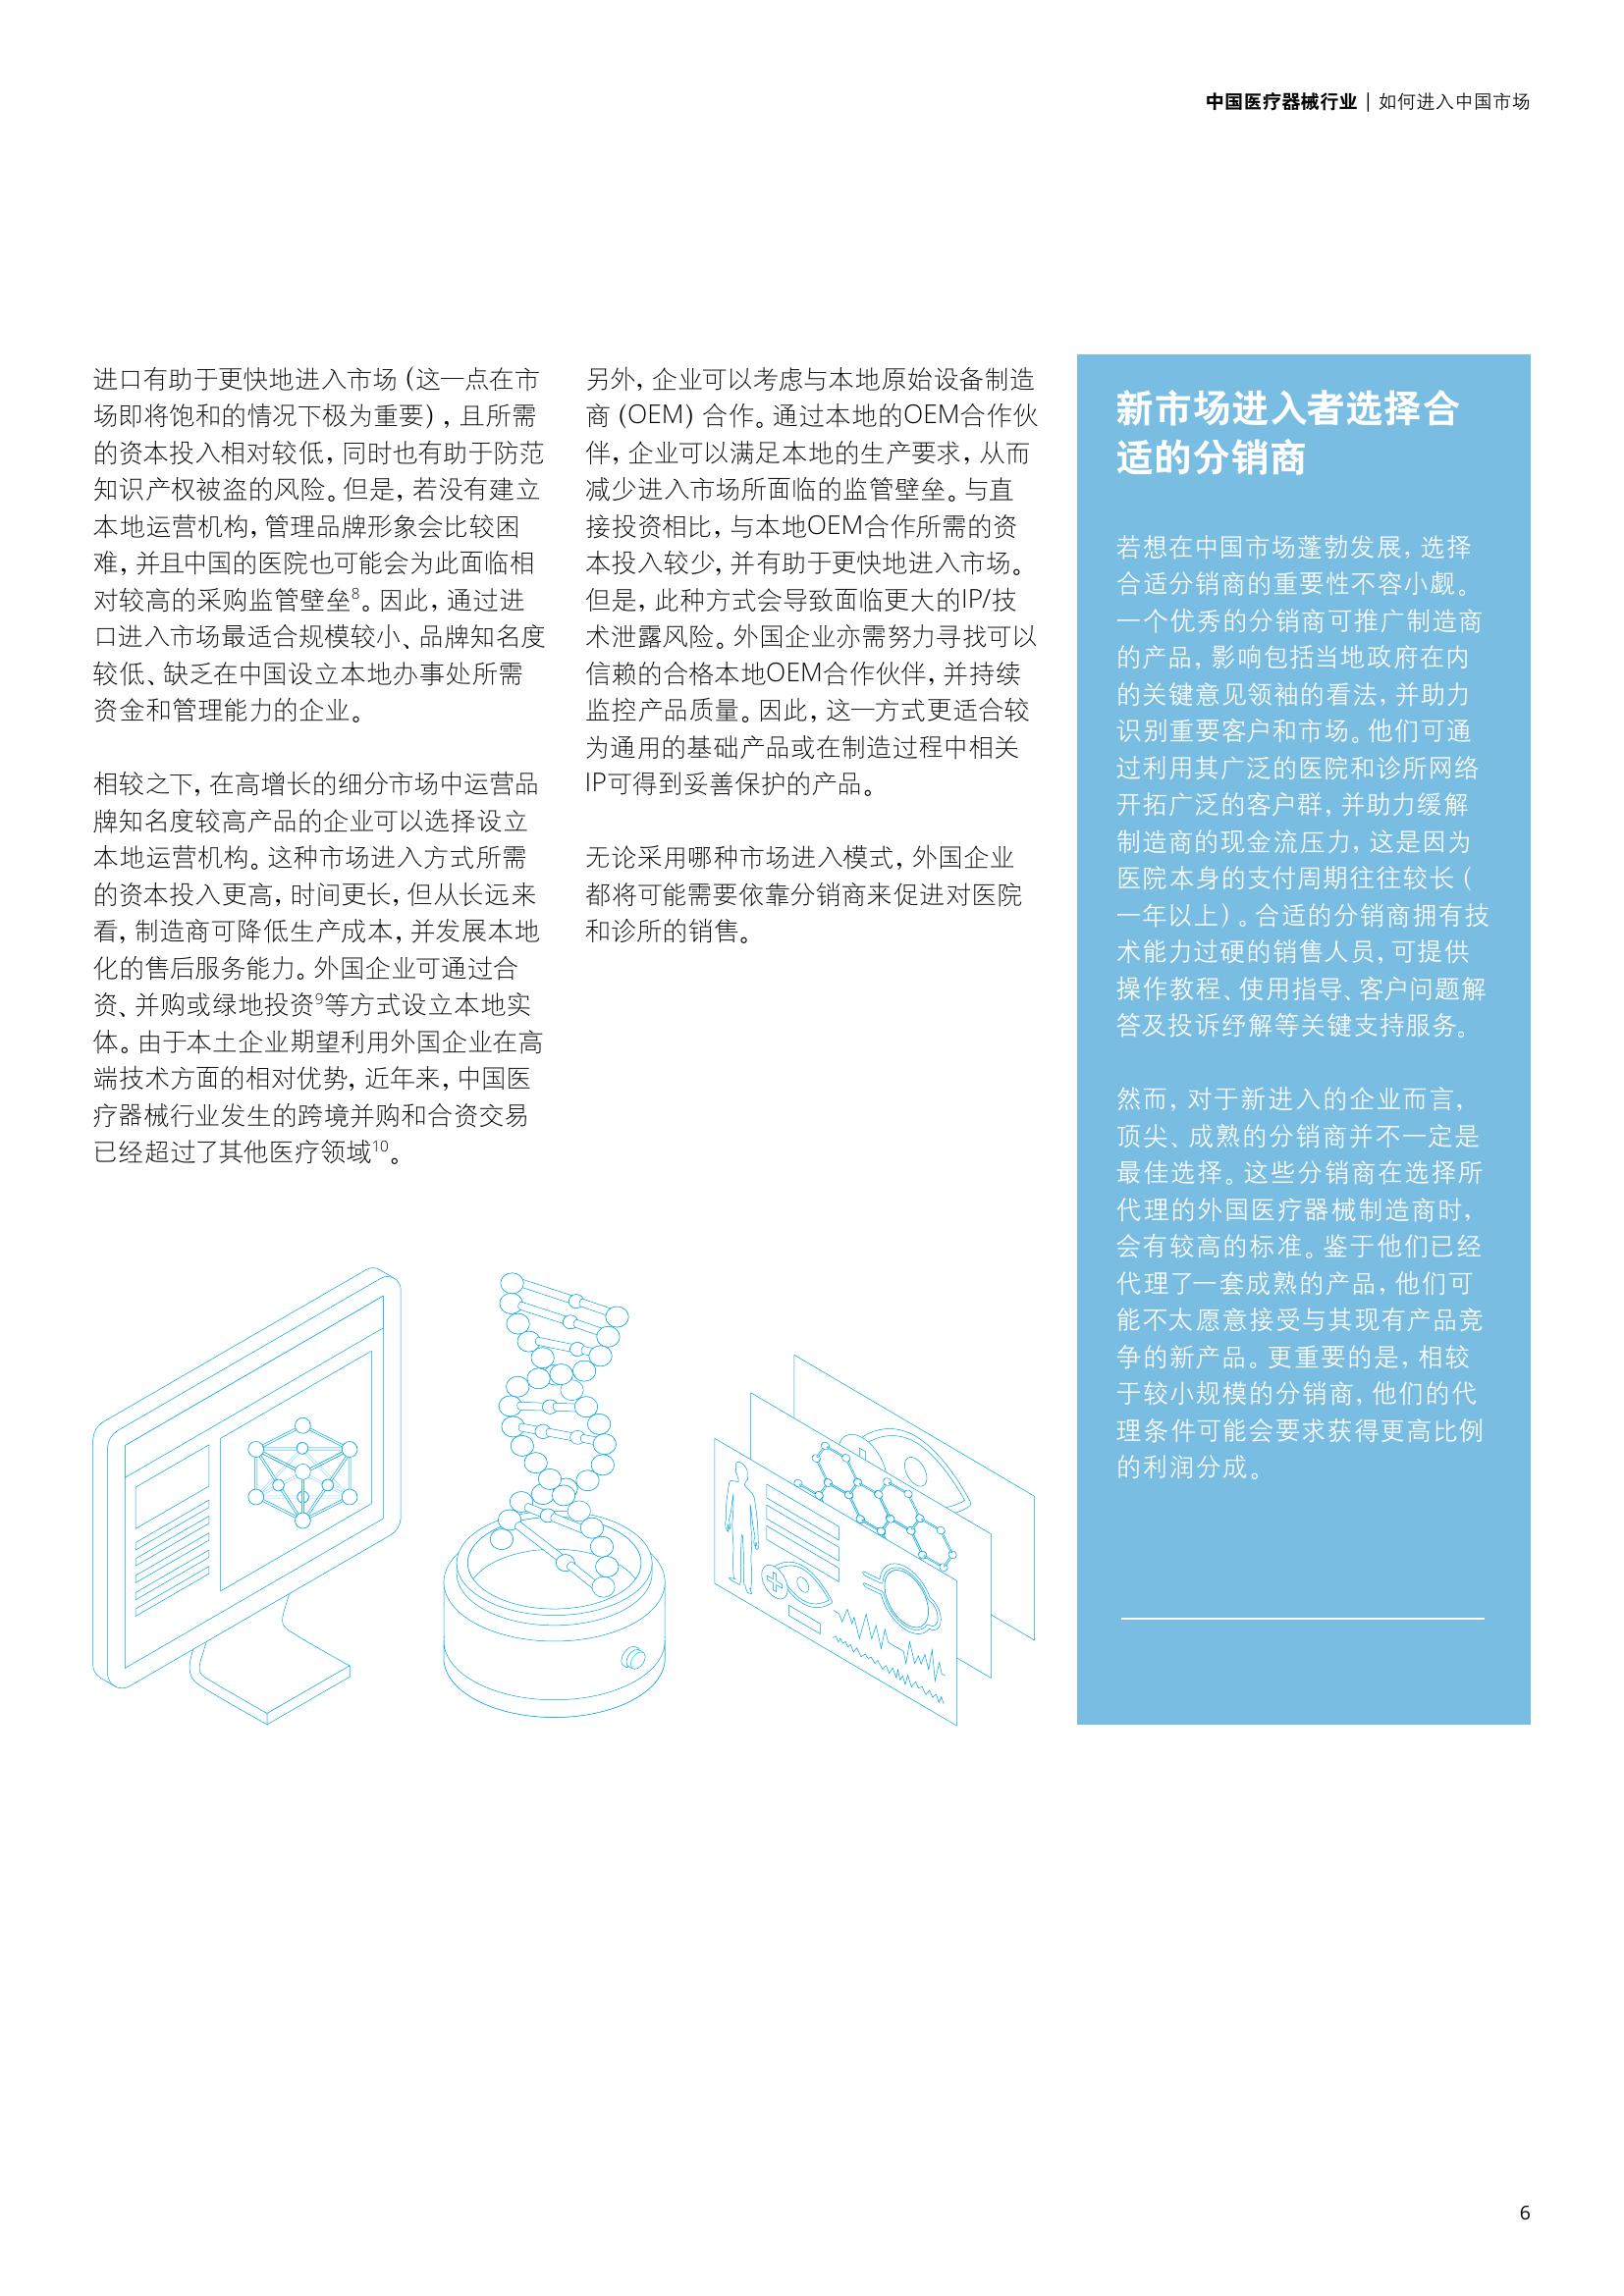 中国医疗器械行业 | 如何进入中国市场
进口有助于更快地进入市场（这一点在市
场即将饱和的情况下极为重要），且所需
的资本投入相对较低，同时也有助于防范
知识产权被盗的风险。但是，若没有建立
本地运营机构，管理品牌形象会比较困
难，并且中国的医院也可能会为此面临相
对较高的采购监管壁垒8。因此，通过进
口进入市场最适合规模较小、品牌知名度
较低、缺乏在中国设立本地办事处所需
资金和管理能力的企业。
相较之下，在高增长的细分市场中运营品
牌知名度较高产品的企业可以选择设立
本地运营机构。这种市场进入方式所需
的资本投入更高，时间更长，但从长远来
看，制造商可降低生产成本，并发展本地
化的售后服务能力。外国企业可通过合
资、并购或绿地投资9等方式设立本地实
体。由于本土企业期望利用外国企业在高
端技术方面的相对优势，近年来，中国医
疗器械行业发生的跨境并购和合资交易
已经超过了其他医疗领域10。
另外，企业可以考虑与本地原始设备制造
商（OEM）合作。通过本地的OEM合作伙
伴，企业可以满足本地的生产要求，从而
减少进入市场所面临的监管壁垒。与直
接投资相比，与本地OEM合作所需的资
本投入较少，并有助于更快地进入市场。
但是，此种方式会导致面临更大的IP/技
术泄露风险。外国企业亦需努力寻找可以
信赖的合格本地OEM合作伙伴，并持续
监控产品质量。因此，这一方式更适合较
为通用的基础产品或在制造过程中相关
IP可得到妥善保护的产品。
无论采用哪种市场进入模式，外国企业
都将可能需要依靠分销商来促进对医院
和诊所的销售。
新市场进入者选择合
适的分销商
若想在中国市场蓬勃发展，选择
合适分销商的重要性不容小觑。
一个优秀的分销商可推广制造商
的产品，影响包括当地政府在内
的关键意见领袖的看法，并助力
识别重要客户和市场。他们可通
过利用其广泛的医院和诊所网络
开拓广泛的客户群，并助力缓解
制造商的现金流压力，这是因为
医院本身的支付周期往往较长（
一年以上）。合适的分销商拥有技
术能力过硬的销售人员，可提供
操作教程、使用指导、客户问题解
答及投诉纾解等关键支持服务。
然而，对于新进入的企业而言，
顶尖、成熟的分销商并不一定是
最佳选择。这些分销商在选择所
代理的外国医疗器械制造商时，
会有较高的标准。鉴于他们已经
代理了一套成熟的产品，他们可
能不太愿意接受与其现有产品竞
争的新产品。更重要的是，相较
于较小规模的分销商，他们的代
理条件可能会要求获得更高比例
的利润分成。
6